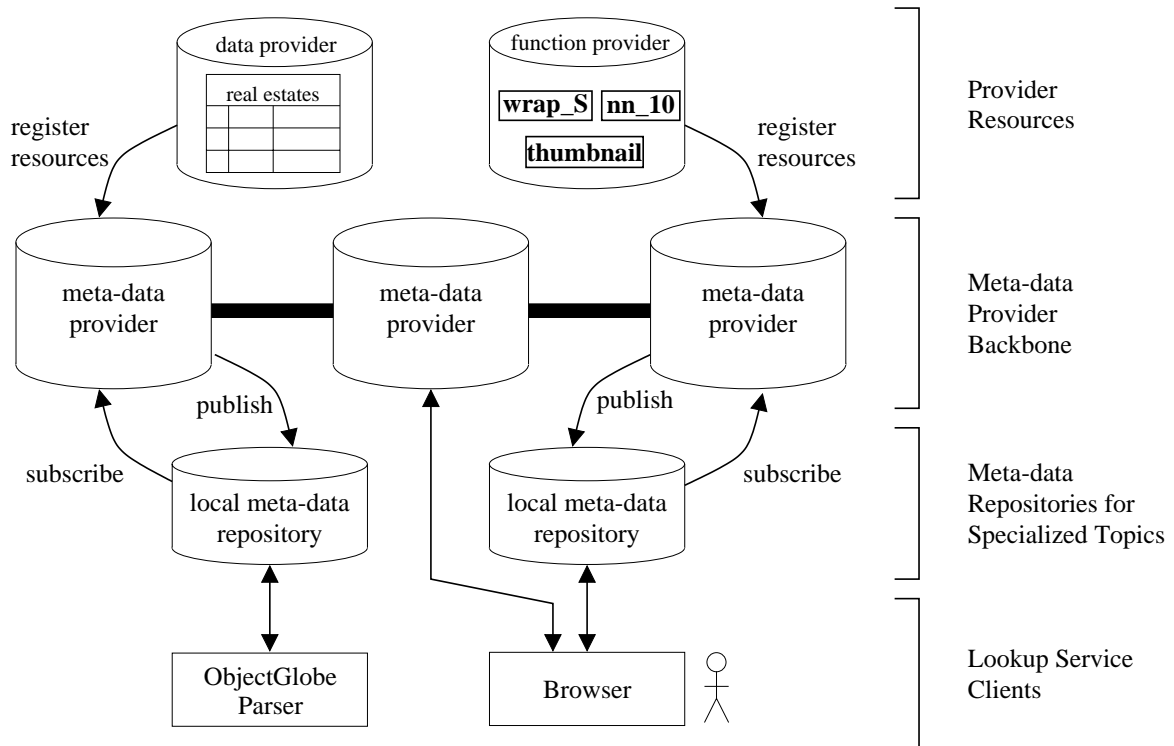 data provider
real estates
function provider
wrap_S
nn_10
thumbnail
register
resources
register
resources
Provider
Resources
meta-data
provider
meta-data
provider
meta-data
provider
Meta-data
Provider
Backbone
publish
subscribe
publish
subscribe
local meta-data
repository
local meta-data
repository
Meta-data
Repositories for
Specialized Topics
ObjectGlobe
Parser
Browser
Lookup Service
Clients